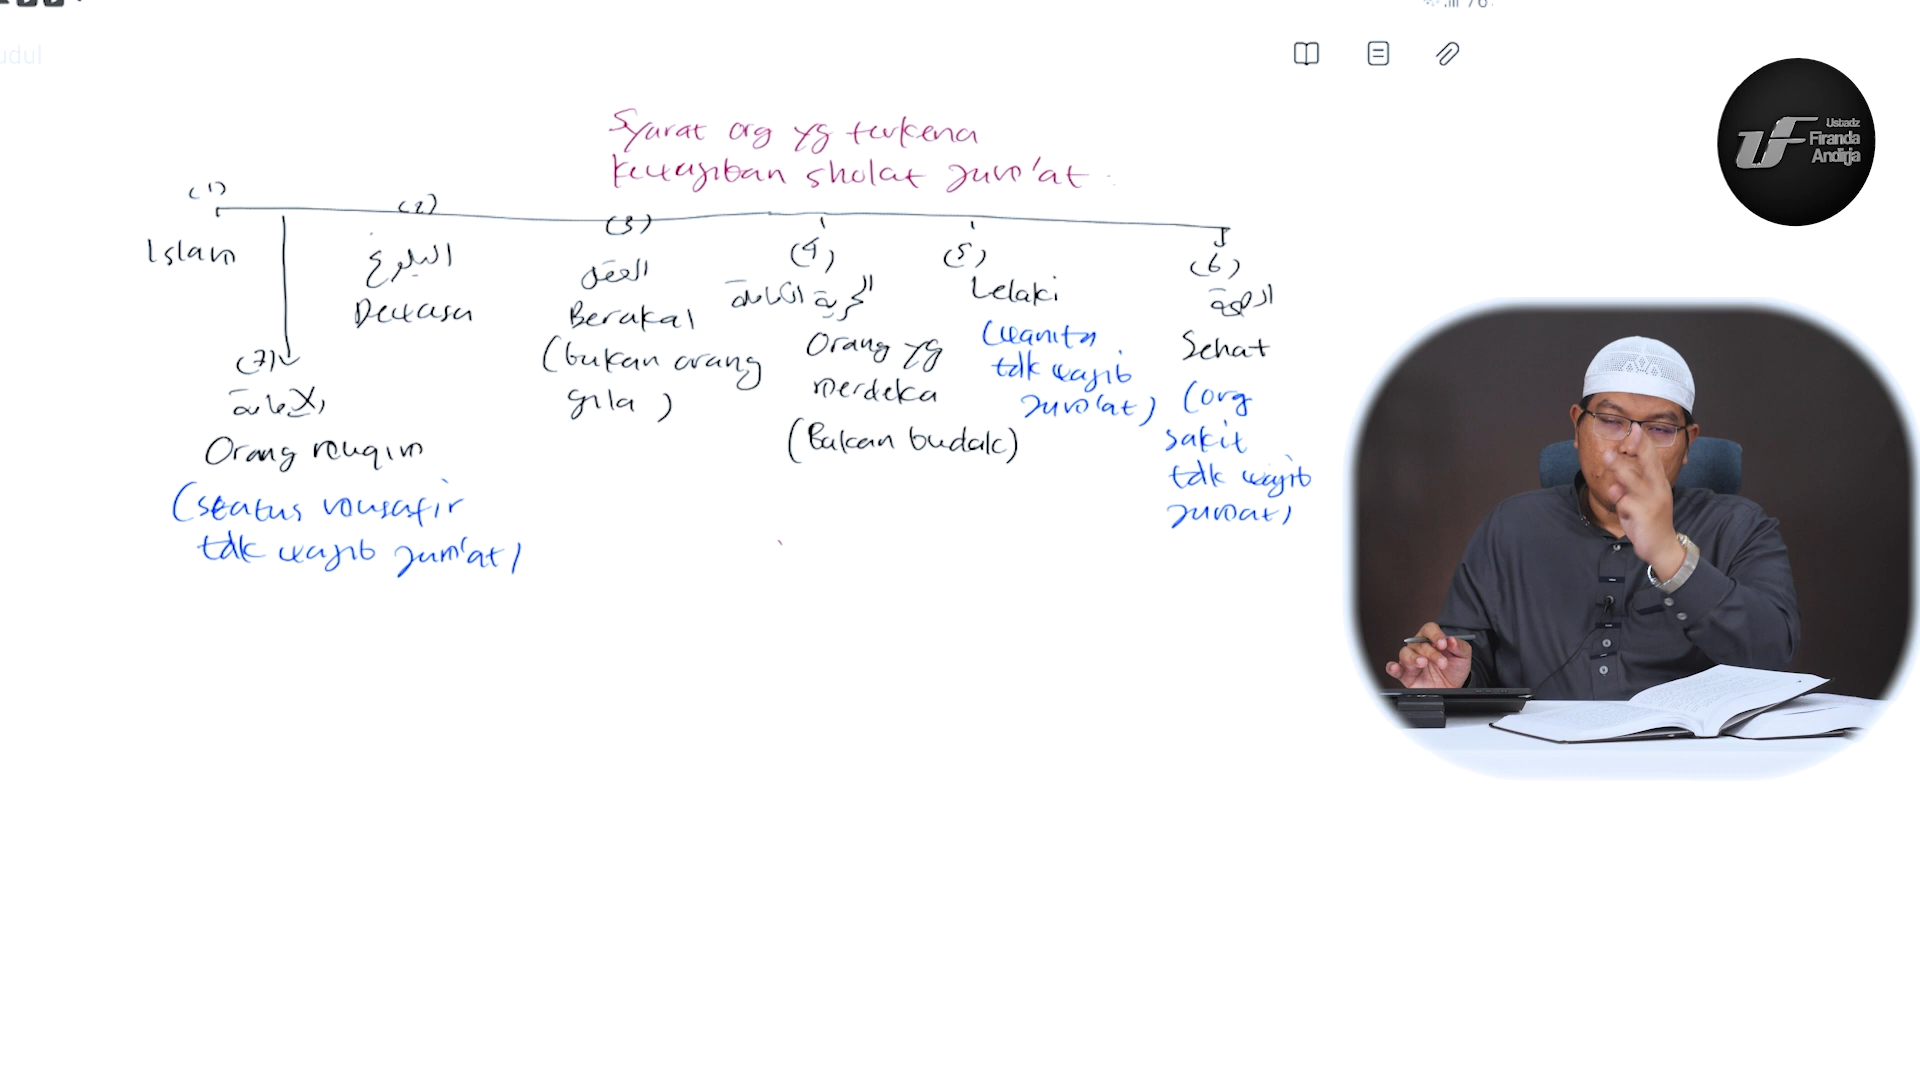 udul
Ustadz
Firanda
Andirja
Syarat org yg terkena
kewajiban sholat Jum'at
(1)
Islam
(2)
البلوغ
Dewasa
(3)
العقل
Berakal
(bukan orang
gila)
(4)
الحرية الكاملة
Orang yg
merdeka
(Bukan budak)
(5)
Lelaki
(wanita
tdk wajib
Jum'at)
(6)
الصحة
Sehat
(org
sakit
tdk wajib
Jum'at)
(7)
الإقامة
Orang muqim
(status musafir
tdk wajib Jum'at)